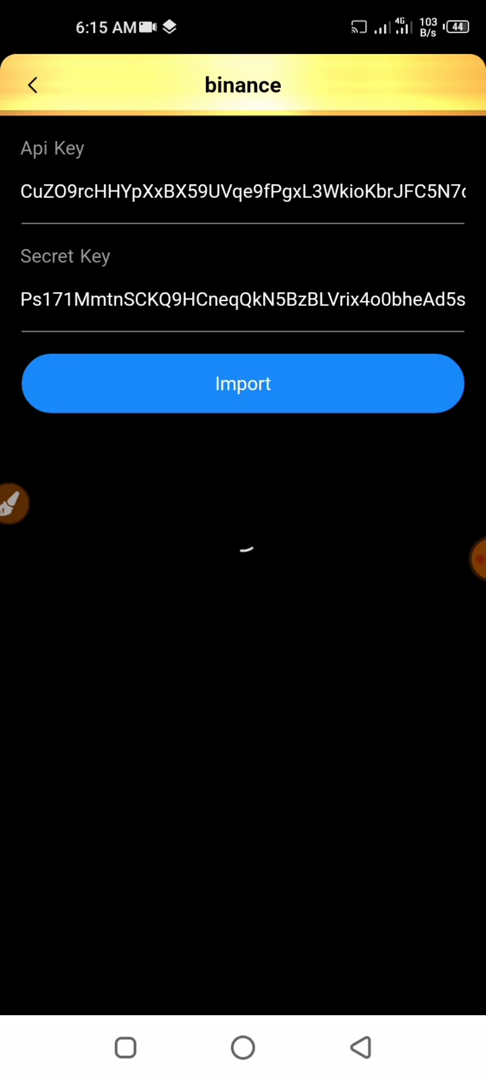 6:15 AM
4G
103
B/s
44
binance
Api Key
CuZO9rcHHYpXxBX59UVqe9fPgxL3WkioKbrJFC5N7
Secret Key
Ps171MmtnSCKQ9HCneqQkN5BzBLVrix4o0bheAd5s
Import